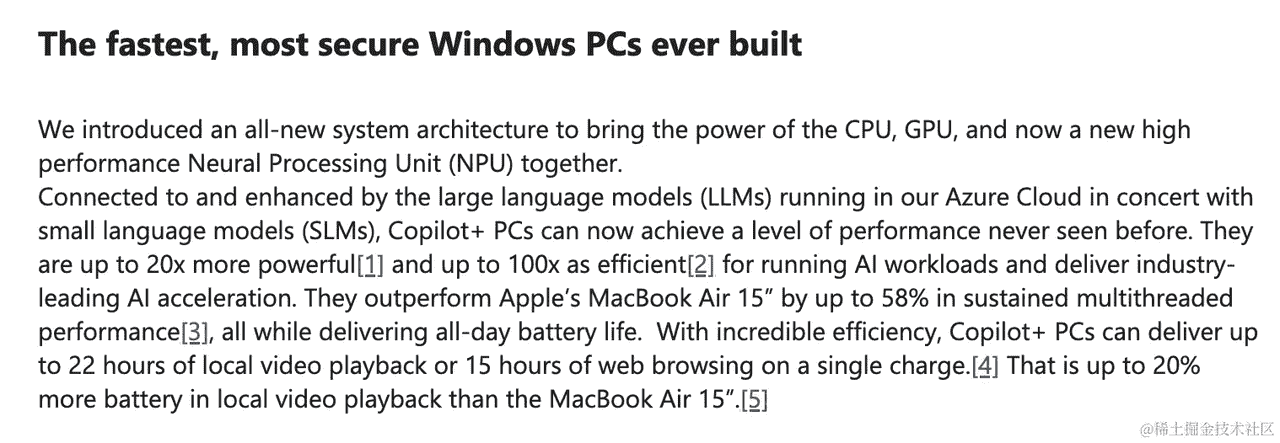 The fastest, most secure Windows PCs ever built
We introduced an all-new system architecture to bring the power of the CPU, GPU, and now a new high
performance Neural Processing Unit (NPU) together.
Connected to and enhanced by the large language models (LLMs) running in our Azure Cloud in concert with
small language models (SLMs), Copilot+ PCs can now achieve a level of performance never seen before. They
are up to 20x more powerful[1] and up to 100x as efficient[2] for running AI workloads and deliver industry-
leading AI acceleration. They outperform Apple’s MacBook Air 15” by up to 58% in sustained multithreaded
performance[3], all while delivering all-day battery life.  With incredible efficiency, Copilot+ PCs can deliver up
to 22 hours of local video playback or 15 hours of web browsing on a single charge.[4] That is up to 20%
more battery in local video playback than the MacBook Air 15”.[5]
@稀土掘金技术社区